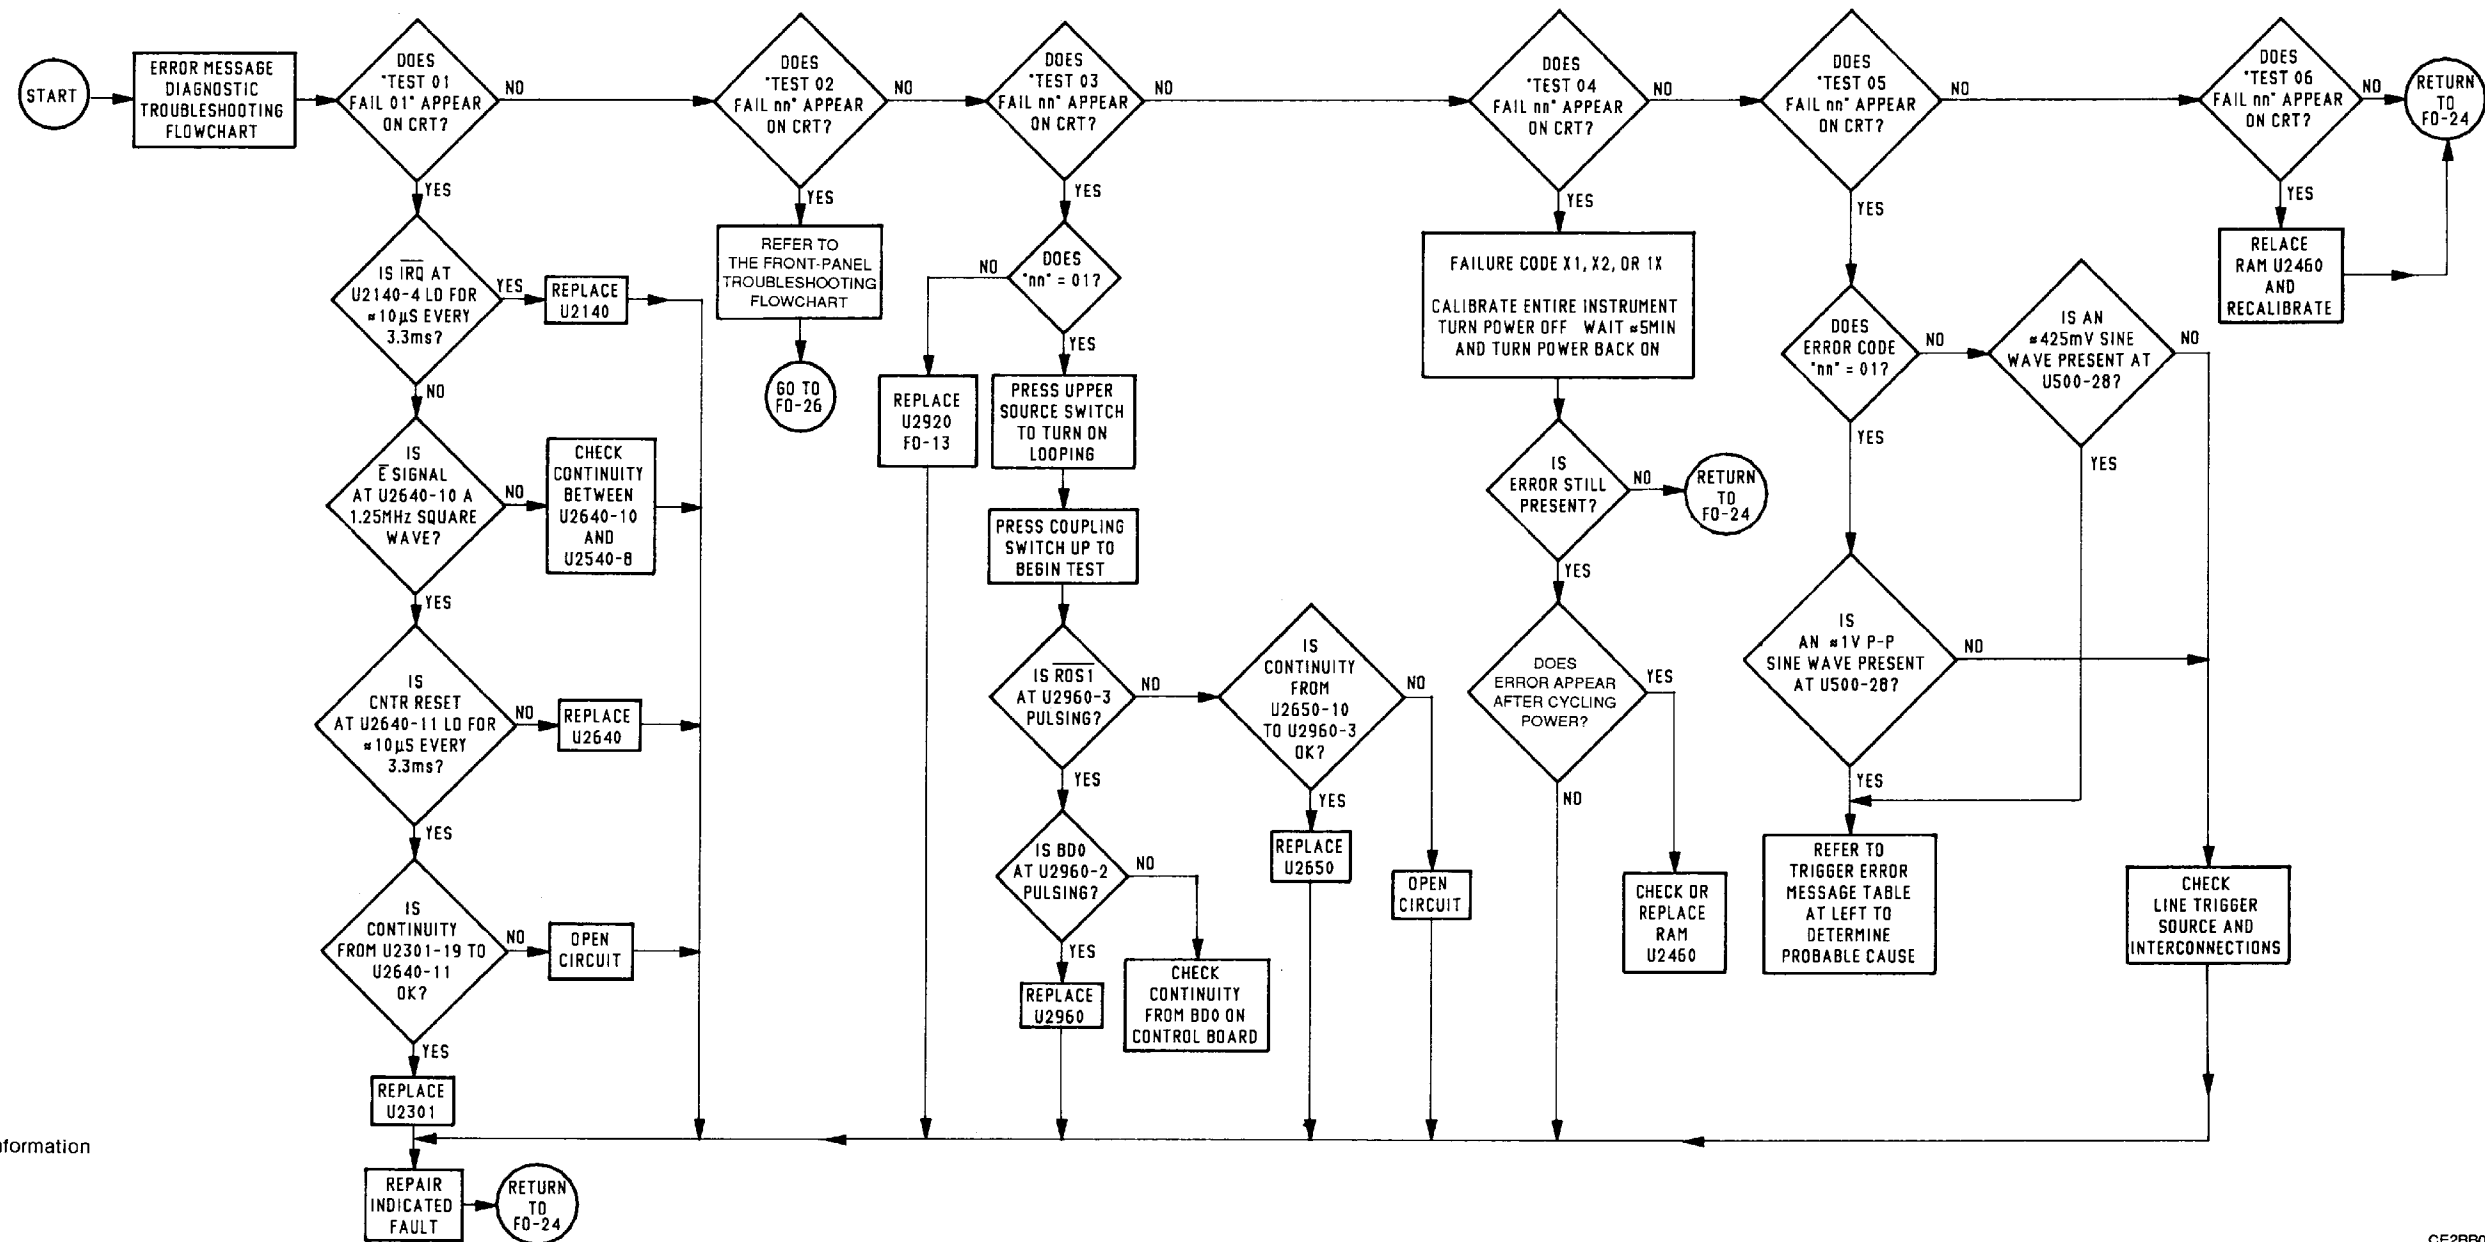 START
ERROR MESSAGE
DIAGNOSTIC
TROUBLESHOOTING
FLOWCHART
DOES
"TEST 01
FAIL 01" APPEAR
ON CRT?
NO
YES
DOES
"TEST 02
FAIL nn" APPEAR
ON CRT?
NO
YES
DOES
"TEST 03
FAIL nn" APPEAR
ON CRT?
NO
YES
DOES
"TEST 04
FAIL nn" APPEAR
ON CRT?
NO
YES
DOES
"TEST 05
FAIL nn" APPEAR
ON CRT?
NO
YES
DOES
"TEST 06
FAIL nn" APPEAR
ON CRT?
NO
YES
RETURN
TO
FO-24
IS IRQ AT
U2140-4 LO FOR
≈10µS EVERY
3.3ms?
YES
REPLACE
U2140
NO
IS
E SIGNAL
AT U2640-10 A
1.25MHz SQUARE
WAVE?
NO
CHECK
CONTINUITY
BETWEEN
U2640-10
AND
U2540-8
YES
IS
CNTR RESET
AT U2640-11 LO FOR
≈10µS EVERY
3.3ms?
NO
REPLACE
U2640
YES
IS
CONTINUITY
FROM U2301-19 TO
U2640-11
OK?
NO
OPEN
CIRCUIT
YES
REPLACE
U2301
REPAIR
INDICATED
FAULT
RETURN
TO
FO-24
REFER TO
THE FRONT-PANEL
TROUBLESHOOTING
FLOWCHART
GO TO
FO-26
DOES
"nn" = 01?
NO
REPLACE
U2920
FO-13
YES
PRESS UPPER
SOURCE SWITCH
TO TURN ON
LOOPING
PRESS COUPLING
SWITCH UP TO
BEGIN TEST
IS ROS1
AT U2960-3
PULSING?
NO
IS
CONTINUITY
FROM
U2650-10
TO U2960-3
OK?
NO
OPEN
CIRCUIT
YES
REPLACE
U2650
YES
IS BD0
AT U2960-2
PULSING?
NO
CHECK
CONTINUITY
FROM BD0 ON
CONTROL BOARD
YES
REPLACE
U2960
FAILURE CODE X1, X2, OR 1X
CALIBRATE ENTIRE INSTRUMENT
TURN POWER OFF WAIT ≈5MIN
AND TURN POWER BACK ON
IS
ERROR STILL
PRESENT?
NO
RETURN
TO
FO-24
YES
DOES
ERROR APPEAR
AFTER CYCLING
POWER?
YES
CHECK OR
REPLACE
RAM
U2460
NO
DOES
ERROR CODE
"nn" = 01?
NO
IS AN
≈425mV SINE
WAVE PRESENT AT
U500-28?
NO
YES
YES
IS
AN ≈1V P-P
SINE WAVE PRESENT
AT U500-28?
NO
YES
REFER TO
TRIGGER ERROR
MESSAGE TABLE
AT LEFT TO
DETERMINE
PROBABLE CAUSE
CHECK
LINE TRIGGER
SOURCE AND
INTERCONNECTIONS
RELACE
RAM U2460
AND
RECALIBRATE
nformation